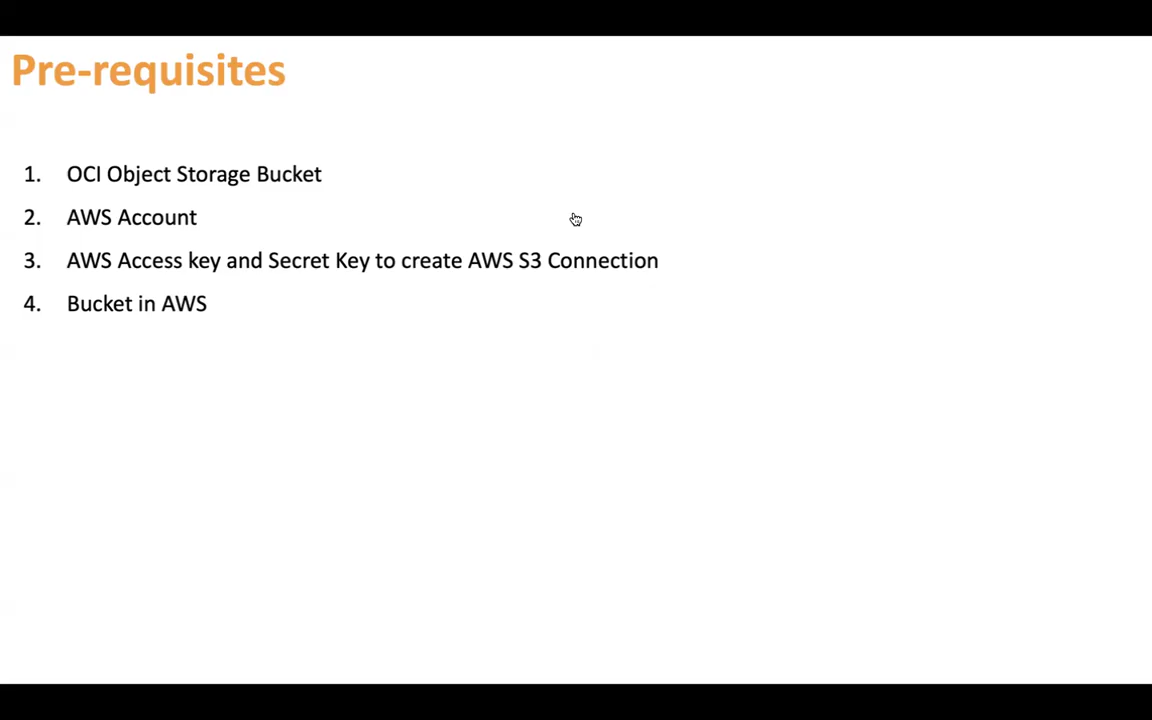 Pre-requisites
1. OCI Object Storage Bucket
2. AWS Account
3. AWS Access key and Secret Key to create AWS S3 Connection
4. Bucket in AWS